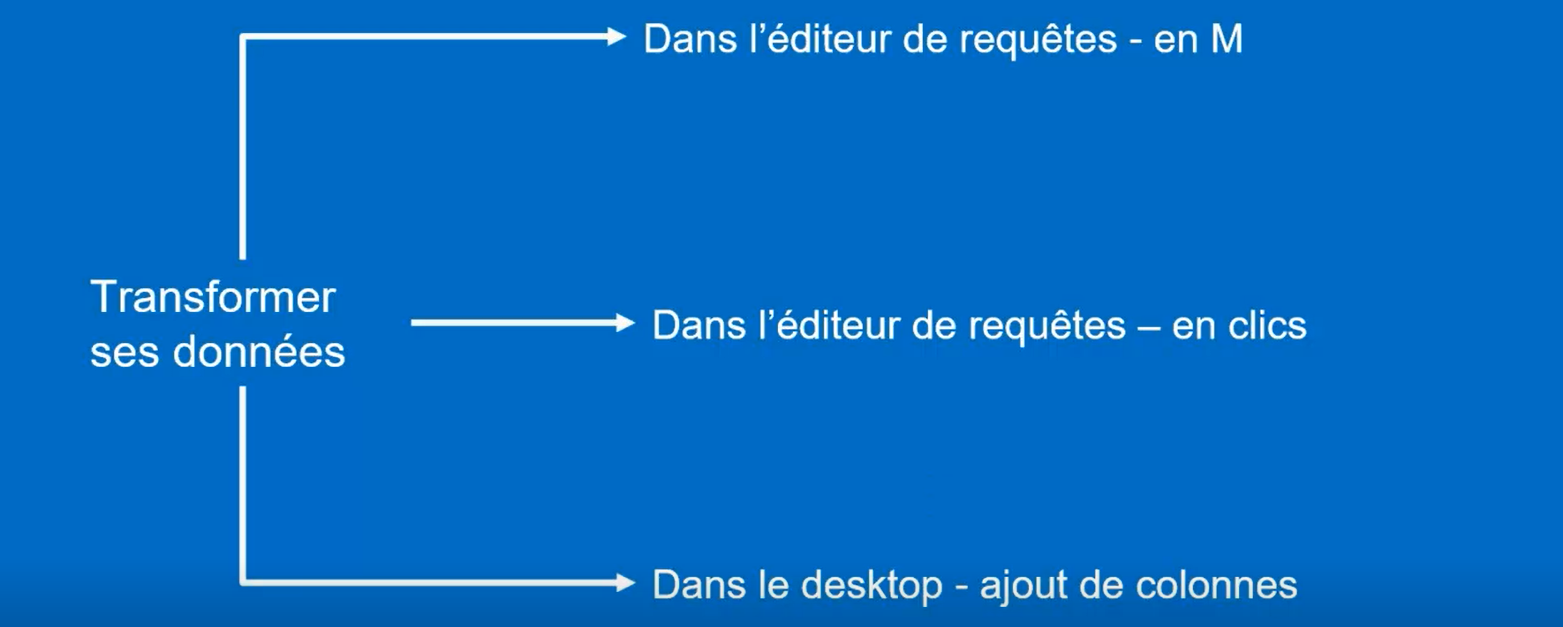 Dans l’éditeur de requêtes - en M
Transformer
ses données
Dans l’éditeur de requêtes – en clics
Dans le desktop - ajout de colonnes